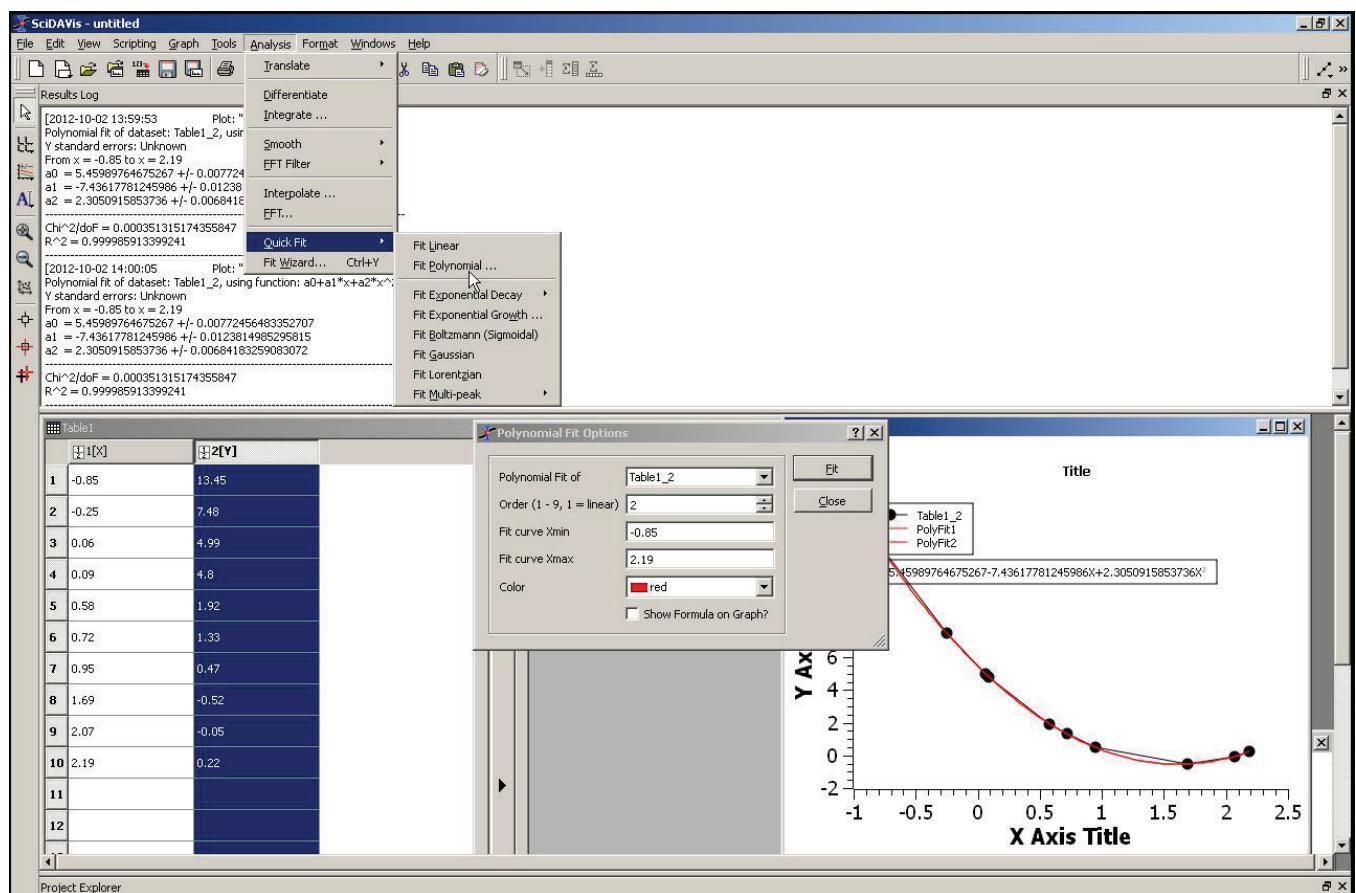 SciDAVis - untitled
File Edit View Scripting Graph Tools Analysis Format Windows Help
Results Log
[2012-10-02 13:59:53 Plot: "
Polynomial fit of dataset: Table1_2, usin
Y standard errors: Unknown
From x = -0.85 to x = 2.19
a0 = 5.45989764675267 +/- 0.007724
a1 = -7.43617781245986 +/- 0.01238
a2 = 2.3050915853736 +/- 0.0068418
Chi^2/doF = 0.000351315174355847
R^2 = 0.999985913399241
[2012-10-02 14:00:05 Plot: "
Polynomial fit of dataset: Table1_2, using function: a0+a1*x+a2*x^
Y standard errors: Unknown
From x = -0.85 to x = 2.19
a0 = 5.45989764675267 +/- 0.00772456483352707
a1 = -7.43617781245986 +/- 0.0123814985295815
a2 = 2.3050915853736 +/- 0.00684183259083072
Chi^2/doF = 0.000351315174355847
R^2 = 0.999985913399241
Translate
Differentiate
Integrate ...
Smooth
FFT Filter
Interpolate ...
FFT...
Quick Fit
Fit Wizard... Ctrl+Y
Fit Linear
Fit Polynomial ...
Fit Exponential Decay
Fit Exponential Growth ...
Fit Boltzmann (Sigmoidal)
Fit Gaussian
Fit Lorentzian
Fit Multi-peak
Table1
1[X] 2[Y]
1 -0.85 13.45
2 -0.25 7.48
3 0.06 4.99
4 0.09 4.8
5 0.58 1.92
6 0.72 1.33
7 0.95 0.47
8 1.69 -0.52
9 2.07 -0.05
10 2.19 0.22
11
12
Polynomial Fit Options
Polynomial Fit of Table1_2
Order (1 - 9, 1 = linear) 2
Fit curve Xmin -0.85
Fit curve Xmax 2.19
Color red
Show Formula on Graph?
Fit
Close
Title
Table1_2
PolyFit1
PolyFit2
5.45989764675267-7.43617781245986X+2.3050915853736X²
Y Axi
6
4
2
0
-2
-1 -0.5 0 0.5 1 1.5 2 2.5
X Axis Title
Project Explorer